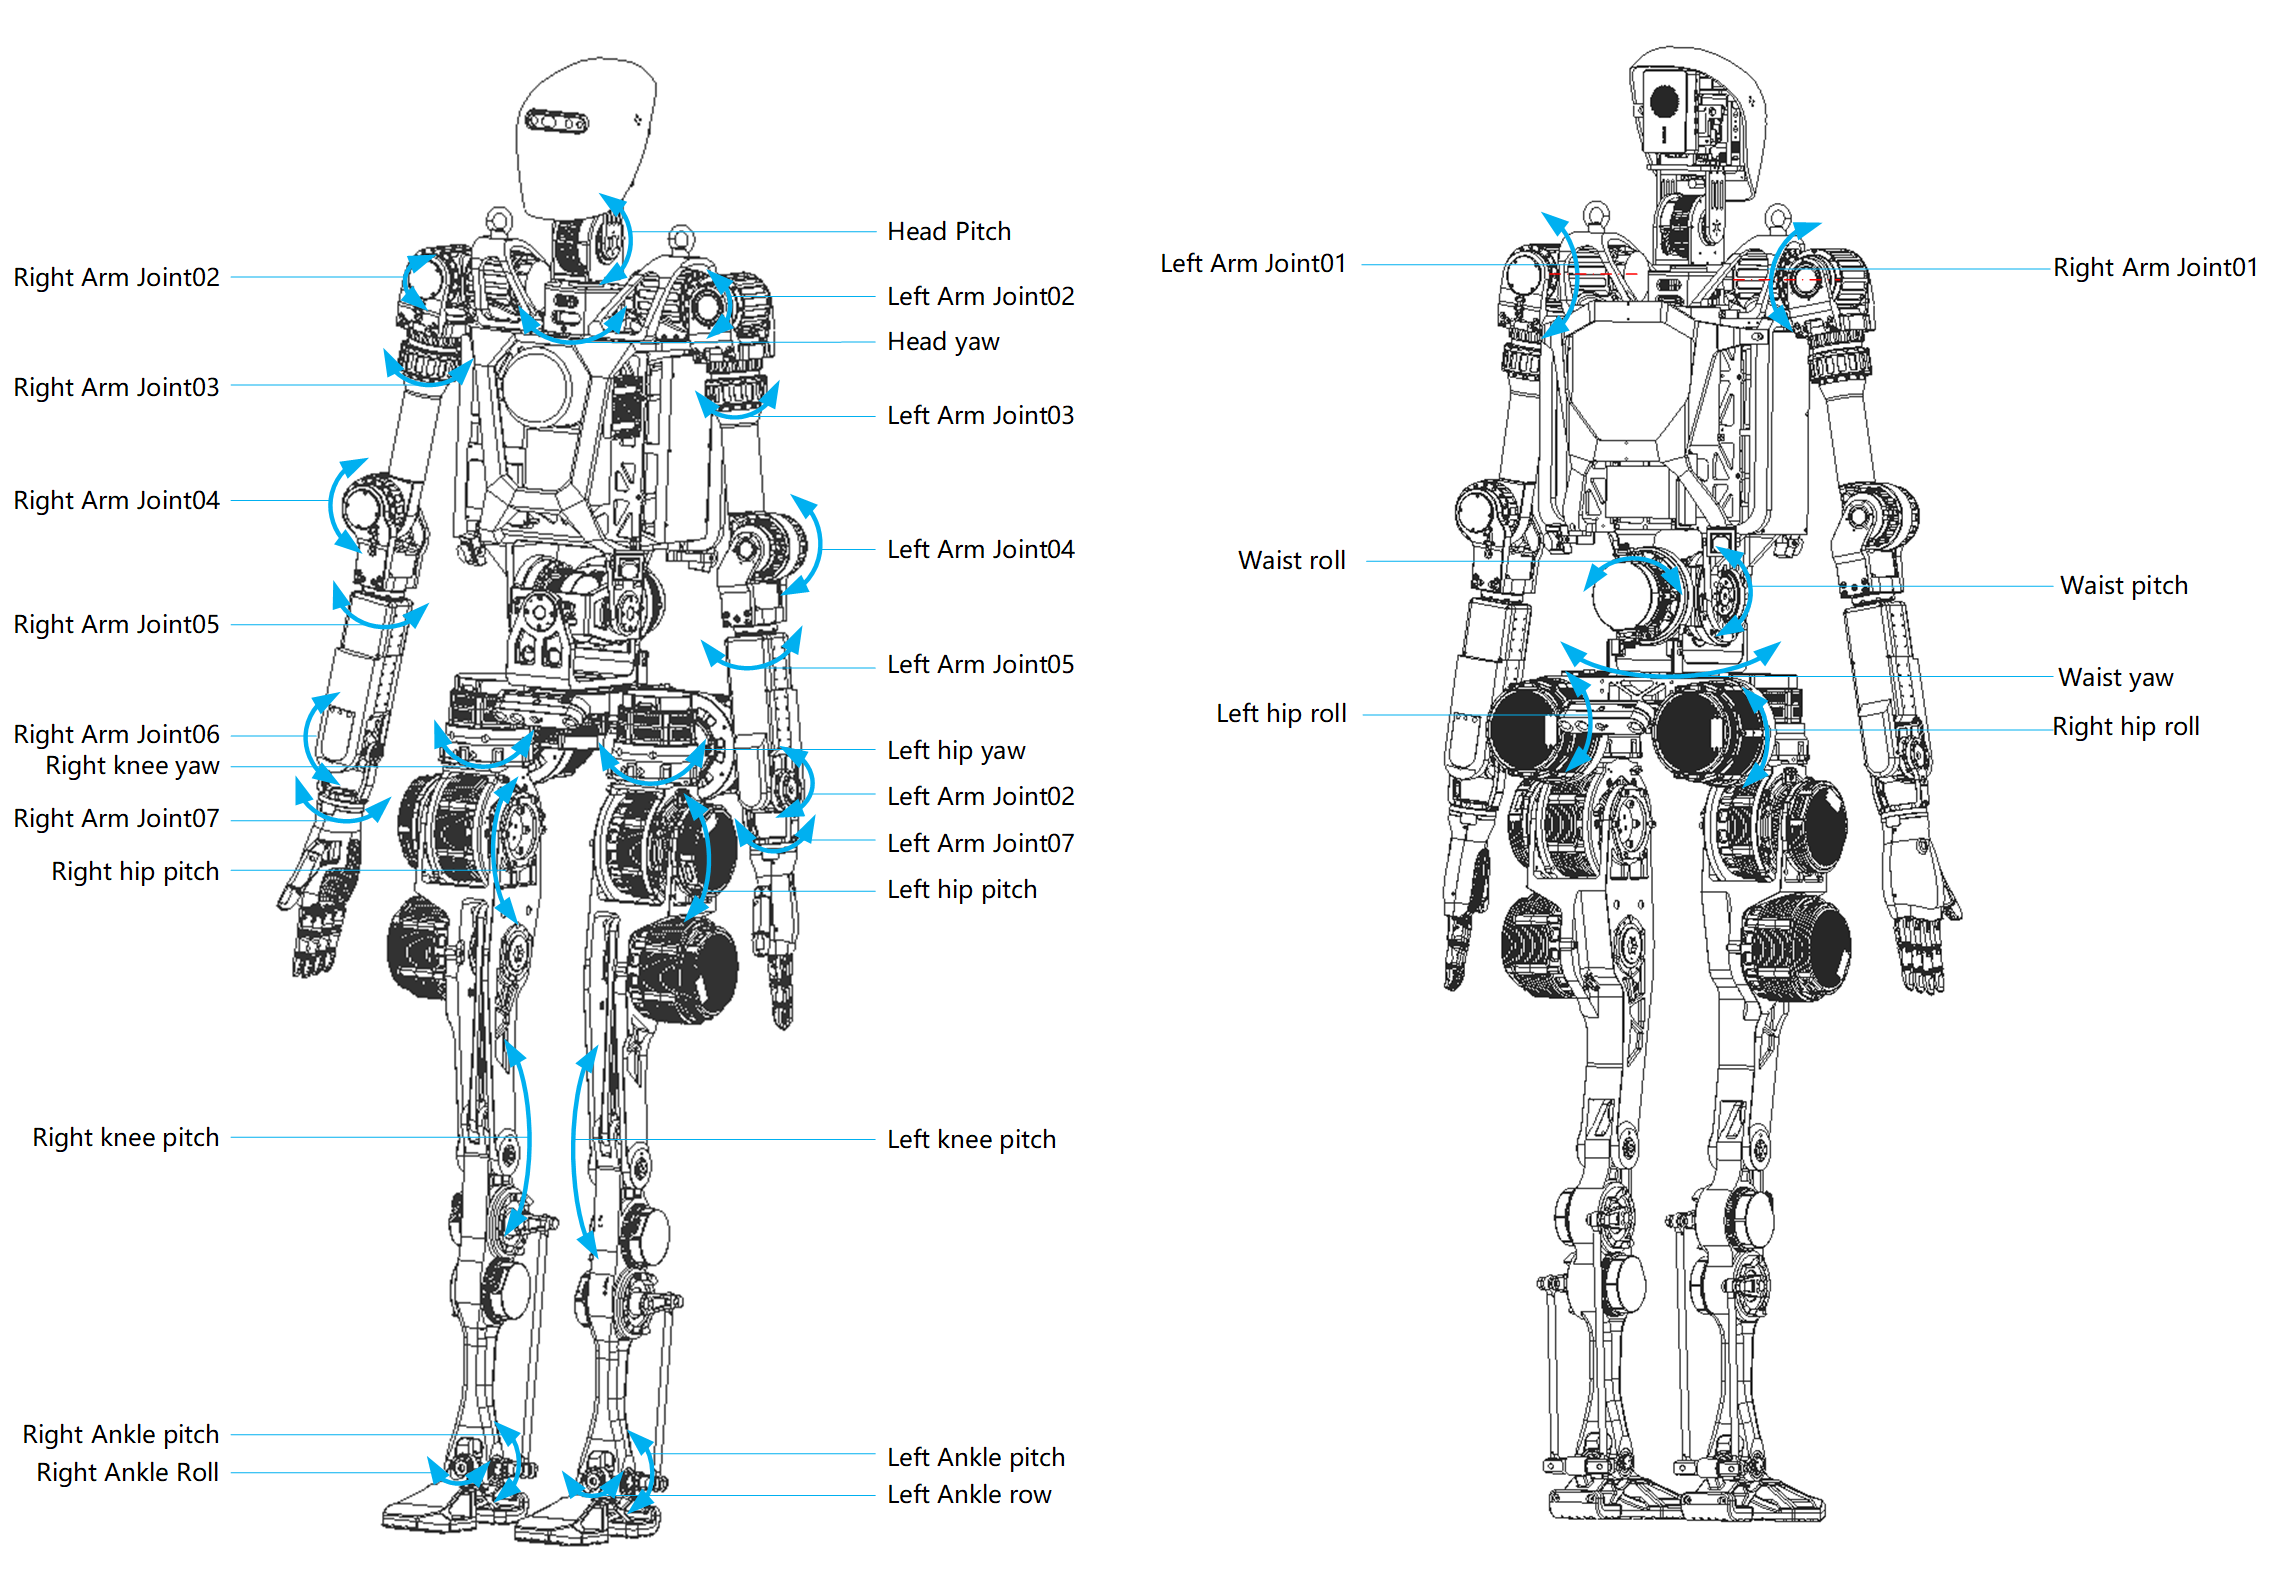 Right Arm Joint02
Right Arm Joint03
Right Arm Joint04
Right Arm Joint05
Right Arm Joint06
Right knee yaw
Right Arm Joint07
Right hip pitch
Right knee pitch
Right Ankle pitch
Right Ankle Roll
Head Pitch
Left Arm Joint02
Head yaw
Left Arm Joint03
Left Arm Joint04
Left Arm Joint05
Left hip yaw
Left Arm Joint02
Left Arm Joint07
Left hip pitch
Left knee pitch
Left Ankle pitch
Left Ankle row
Left Arm Joint01
Waist roll
Left hip roll
Right Arm Joint01
Waist pitch
Waist yaw
Right hip roll